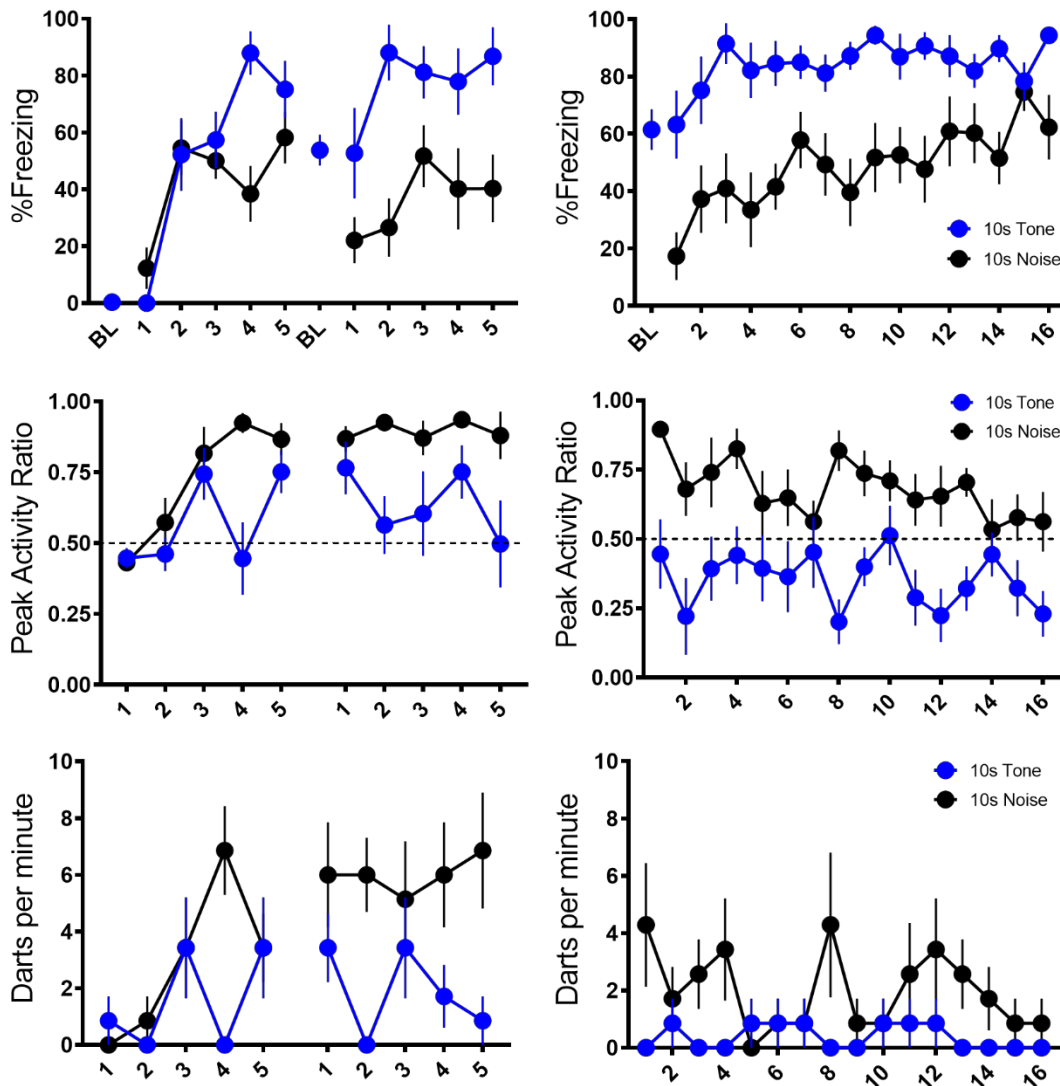 %Freezing
100
80
60
40
20
0
BL 1 2 3 4 5 BL 1 2 3 4 5
%Freezing
100
80
60
40
20
0
10s Tone
10s Noise
BL 2 4 6 8 10 12 14 16
Peak Activity Ratio
1.00
0.75
0.50
0.25
0.00
1 2 3 4 5 1 2 3 4 5
Peak Activity Ratio
1.00
0.75
0.50
0.25
0.00
10s Tone
10s Noise
2 4 6 8 10 12 14 16
Darts per minute
10
8
6
4
2
0
1 2 3 4 5 1 2 3 4 5
Darts per minute
10
8
6
4
2
0
10s Tone
10s Noise
2 4 6 8 10 12 14 16